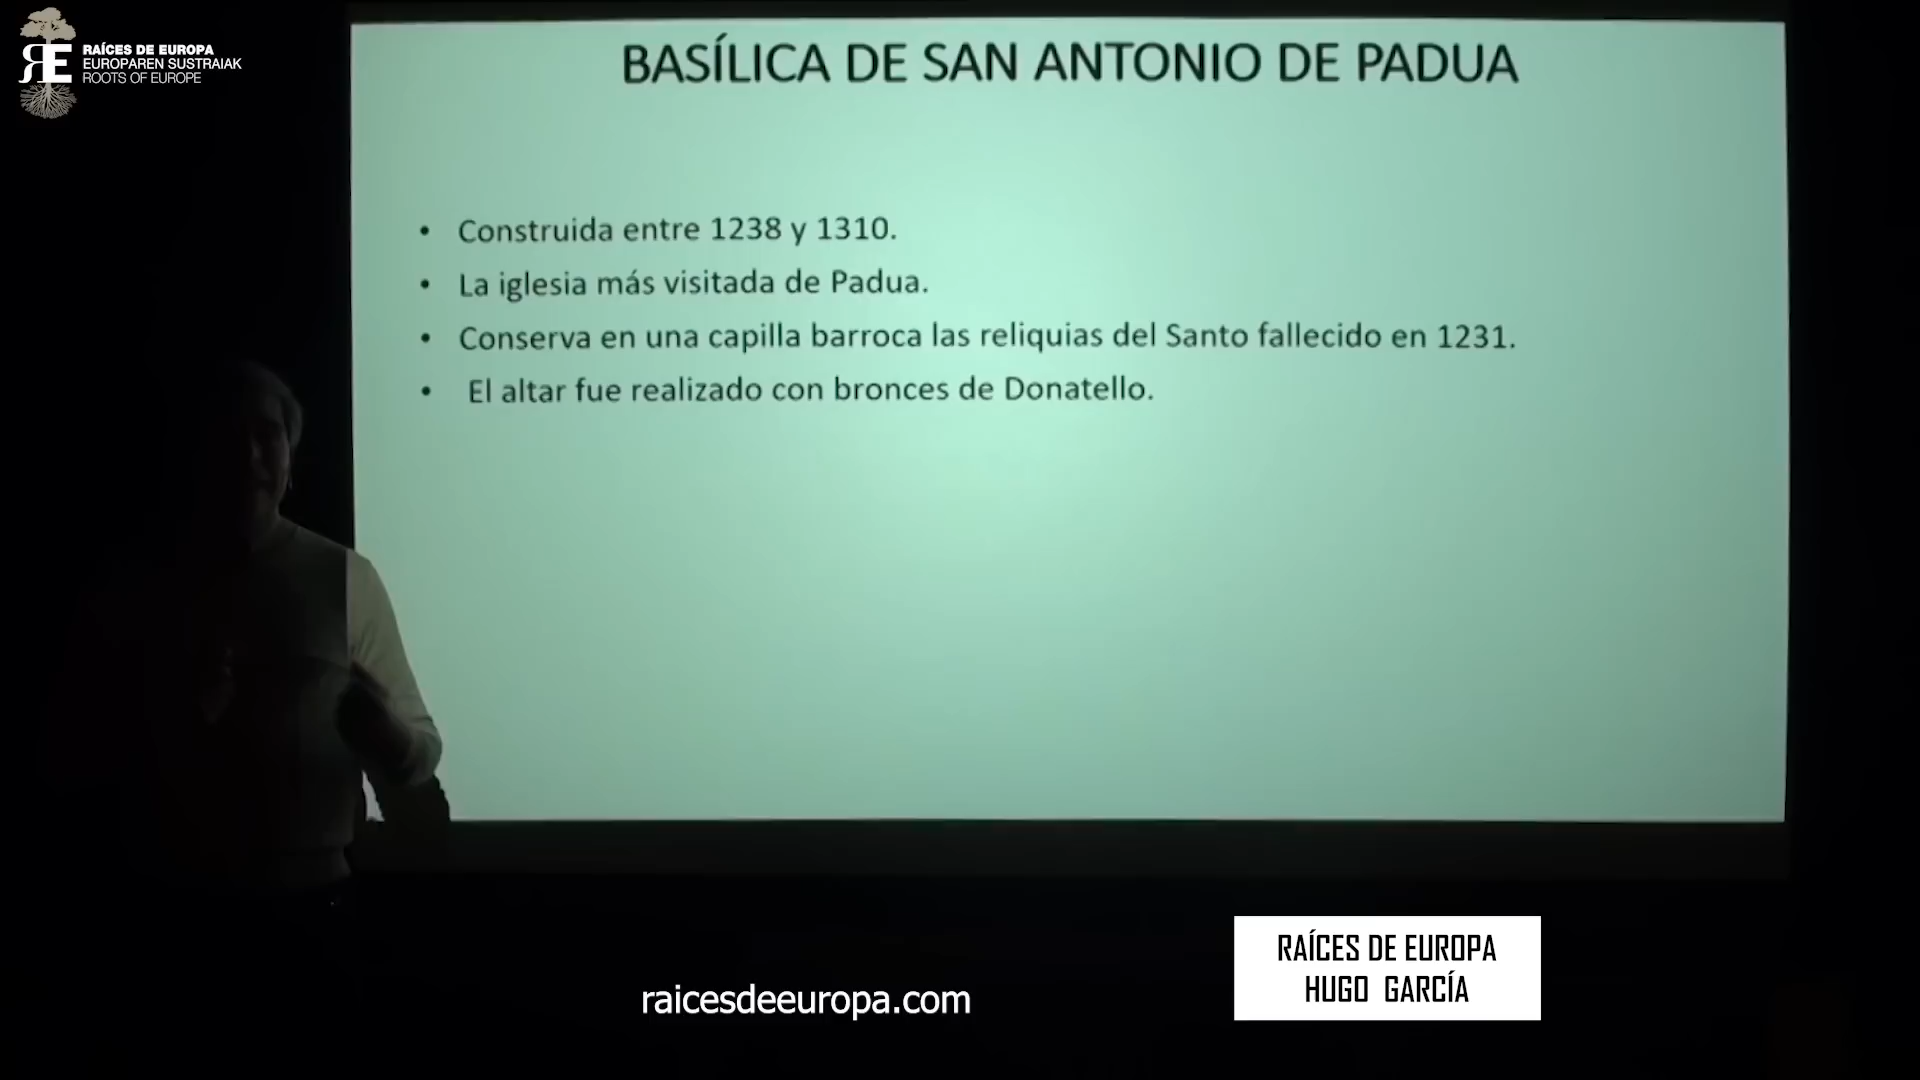 RAÍCES DE EUROPA
EUROPAREN SUSTRAIAK
ROOTS OF EUROPE
BASÍLICA DE SAN ANTONIO DE PADUA
• Construida entre 1238 y 1310.
• La iglesia más visitada de Padua.
• Conserva en una capilla barroca las reliquias del Santo fallecido en 1231.
• El altar fue realizado con bronces de Donatello.
raicesdeeuropa.com
RAÍCES DE EUROPA
HUGO GARCÍA